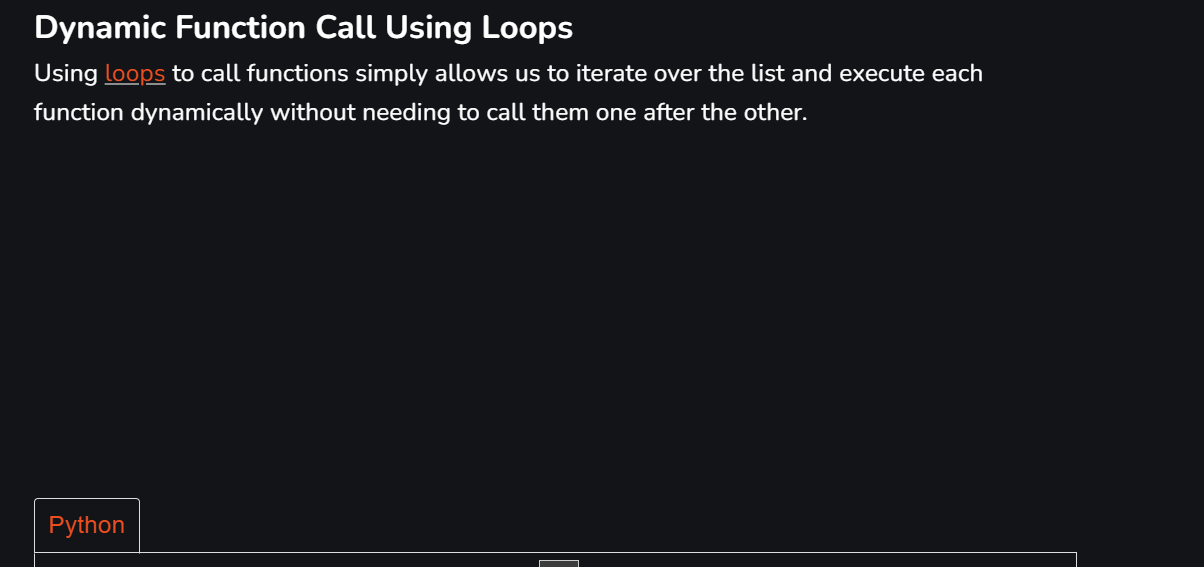 Dynamic Function Call Using Loops
Using loops to call functions simply allows us to iterate over the list and execute each
function dynamically without needing to call them one after the other.
Python